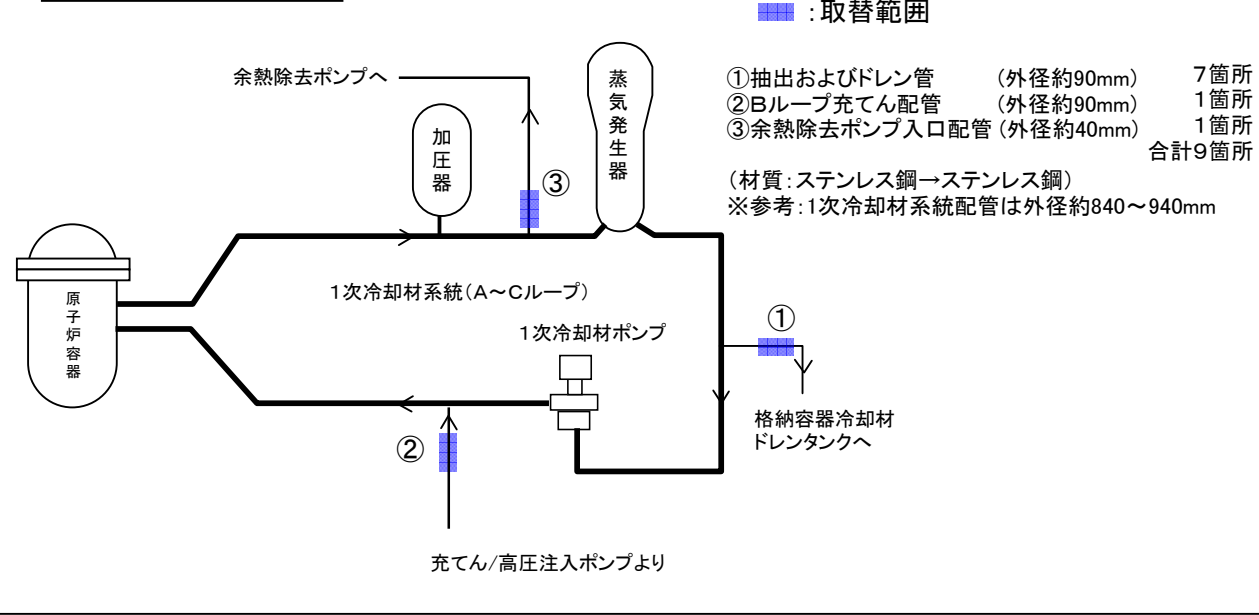 ：取替範囲
①抽出およびドレン管 （外径約90mm） 7箇所
②Ｂループ充てん配管 （外径約90mm） 1箇所
③余熱除去ポンプ入口配管（外径約40mm） 1箇所
合計９箇所
（材質：ステンレス鋼→ステンレス鋼）
※参考：1次冷却材系統配管は外径約840～940mm
余熱除去ポンプへ
加圧器
③
蒸気発生器
原子炉容器
１次冷却材系統（Ａ～Ｃループ）
１次冷却材ポンプ
①
格納容器冷却材
ドレンタンクへ
②
充てん/高圧注入ポンプより